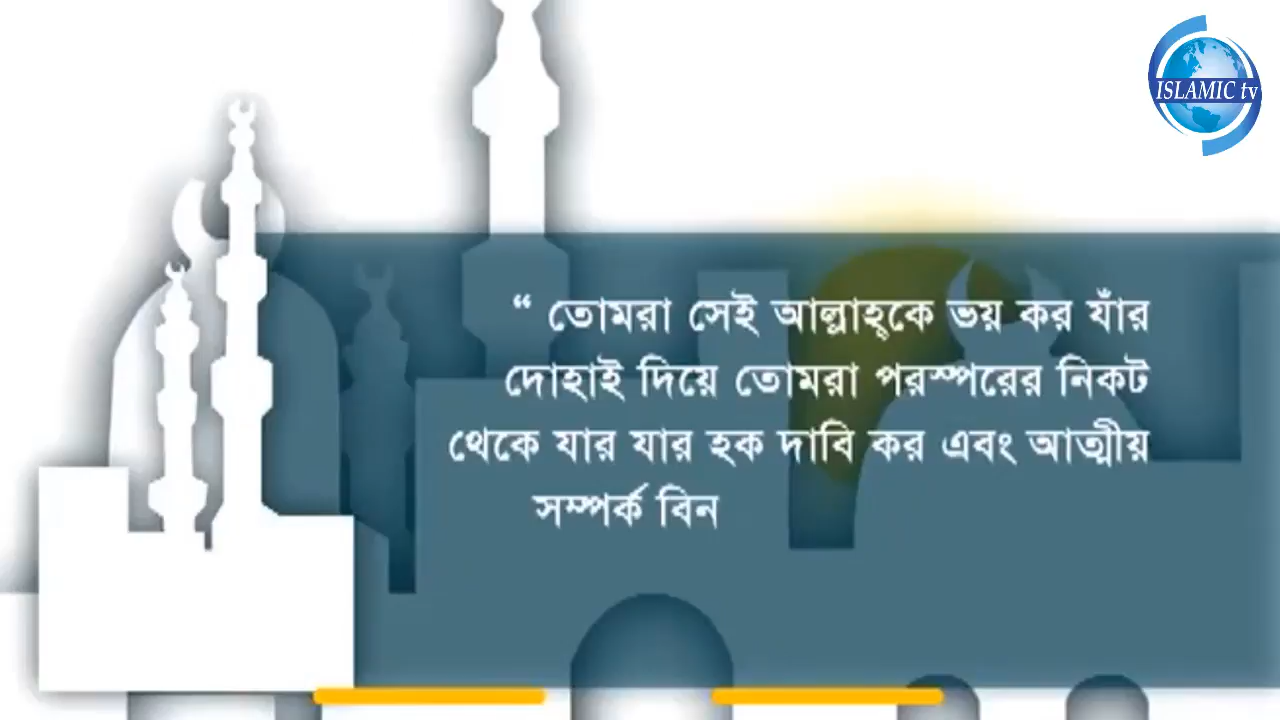 ISLAMIC tv
“ তোমরা সেই আল্লাহ্‌কে ভয় কর যাঁর
দোহাই দিয়ে তোমরা পরস্পরের নিকট
থেকে যার যার হক দাবি কর এবং আত্মীয়
সম্পর্ক বিন